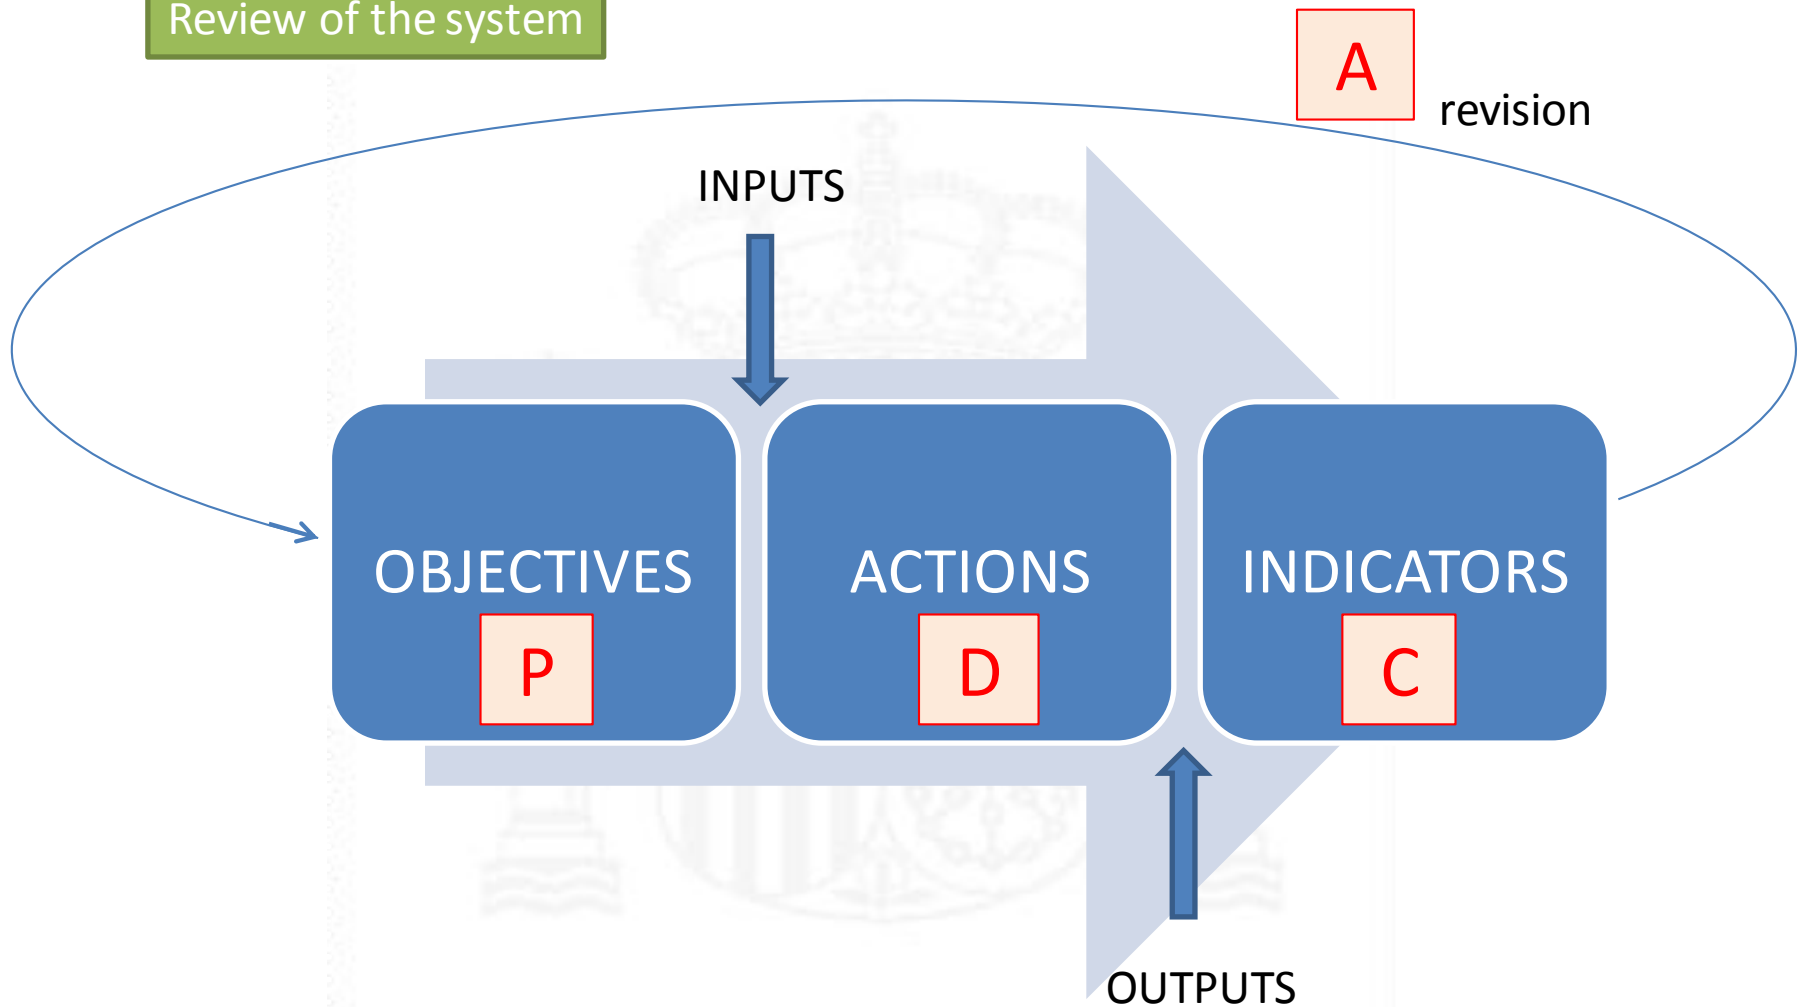 Review of the system
A
revision
INPUTS
OBJECTIVES
ACTIONS
INDICATORS
P
D
C
OUTPUTS